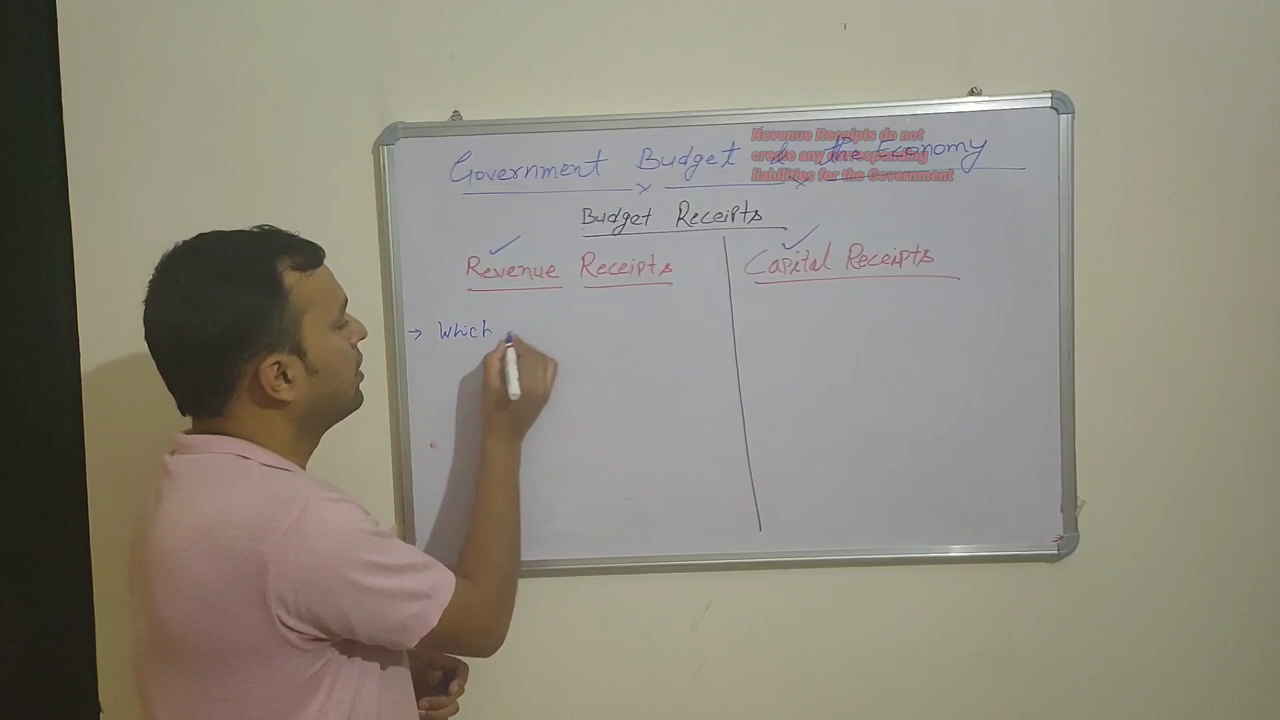 Revenue Receipts do not
create any corresponding
liabilities for the Government
Government Budget & the Economy
Budget Receipts
Revenue Receipts
Capital Receipts
→ Which